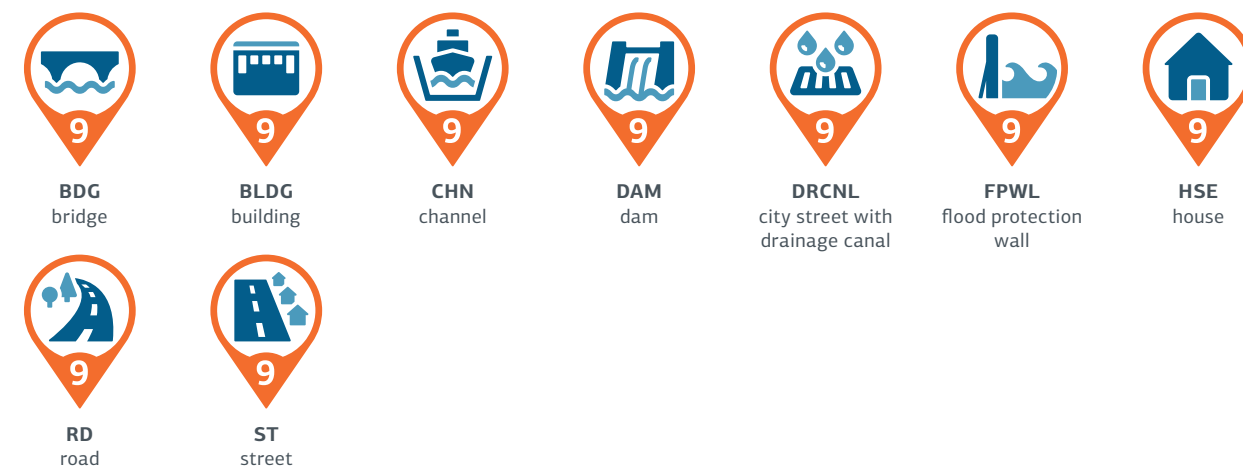 9 9 9 9 9 9 9
BDG BLDG CHN DAM DRCNL FPWL HSE
bridge building channel dam city street with flood protection house
drainage canal wall
9 9
RD ST
road street